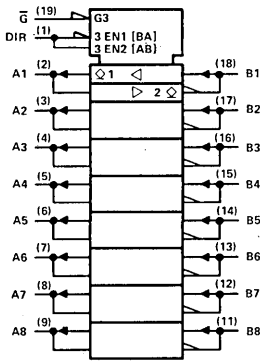 G̅ (19) G3
DIR (1) 3 EN1 [BA]
3 EN2 [AB]
A1 (2) ◇ 1 ◁ (18) B1
▷ 2 ◇
A2 (3) (17) B2
A3 (4) (16) B3
A4 (5) (15) B4
A5 (6) (14) B5
A6 (7) (13) B6
A7 (8) (12) B7
A8 (9) (11) B8